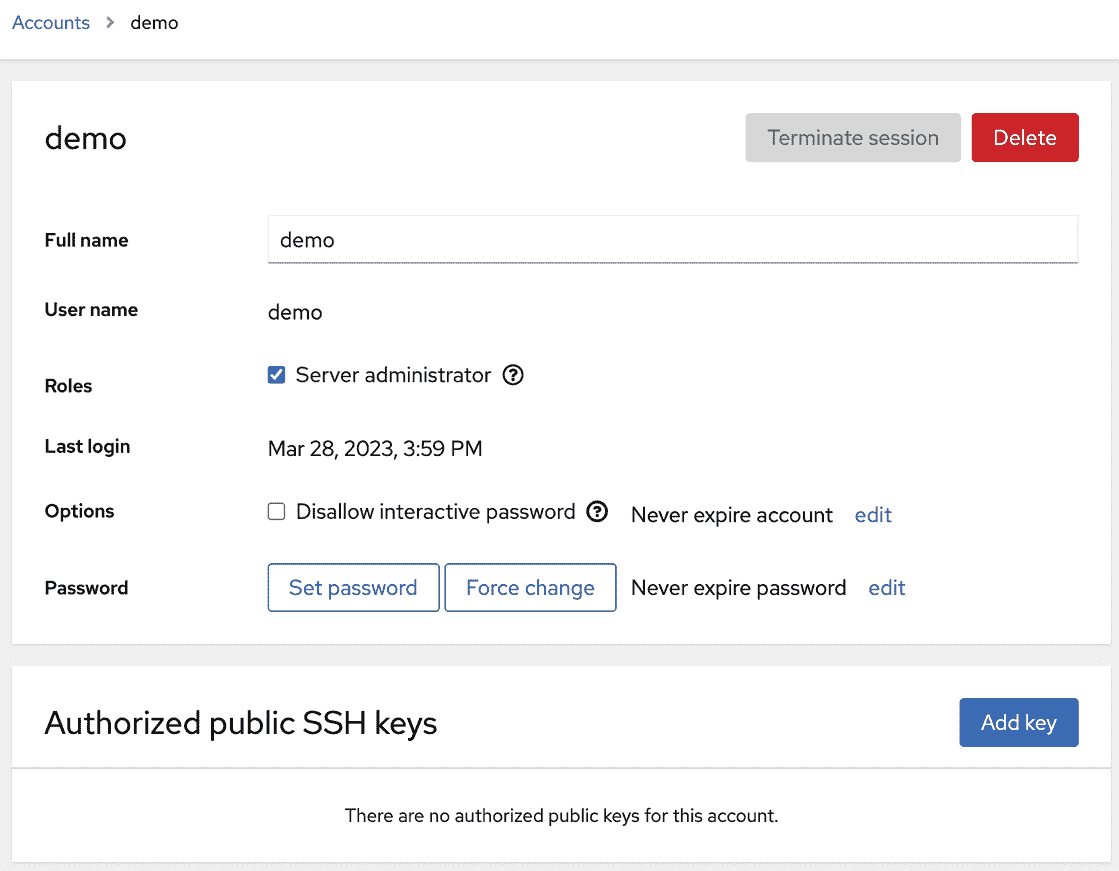 Accounts > demo
demo
Terminate session
Delete
Full name
demo
User name
demo
Roles
Server administrator
Last login
Mar 28, 2023, 3:59 PM
Options
Disallow interactive password
Never expire account
edit
Password
Set password
Force change
Never expire password
edit
Authorized public SSH keys
Add key
There are no authorized public keys for this account.